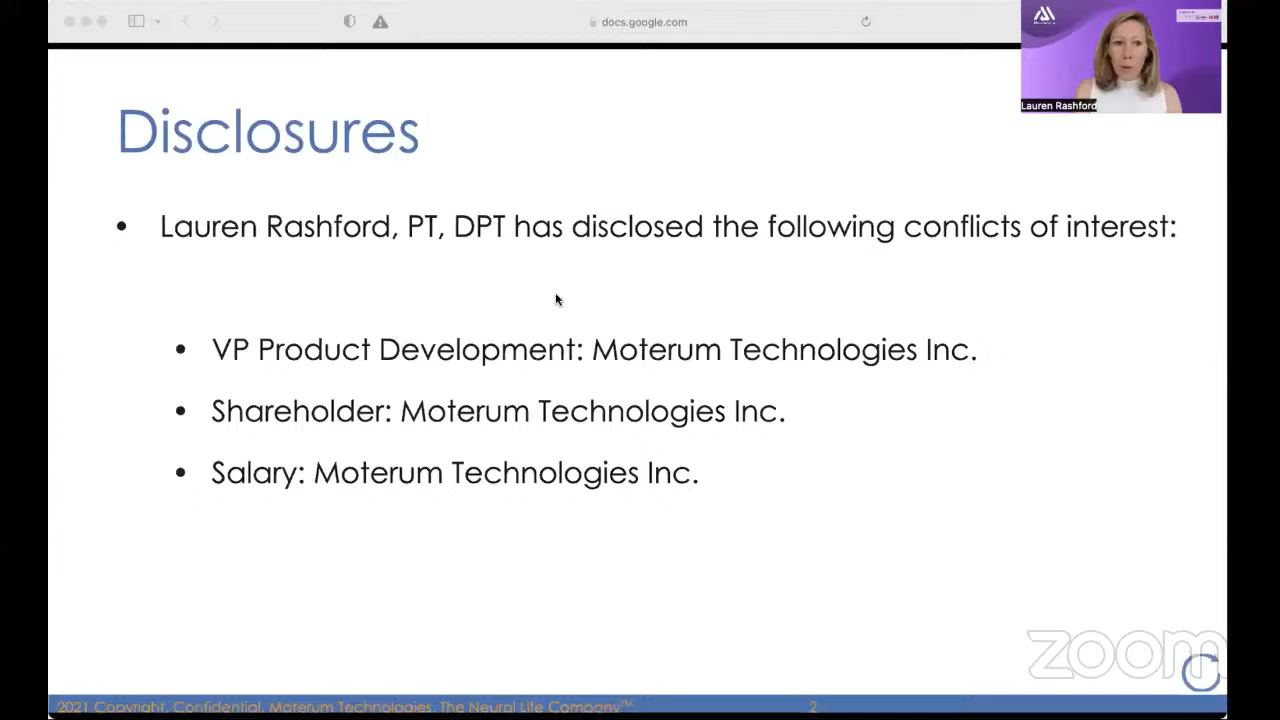 docs.google.com
Lauren Rashford
Disclosures
• Lauren Rashford, PT, DPT has disclosed the following conflicts of interest:
• VP Product Development: Moterum Technologies Inc.
• Shareholder: Moterum Technologies Inc.
• Salary: Moterum Technologies Inc.
zoom
2021 Copyright, Confidential, Moterum Technologies, The Neural Life Company™ 2